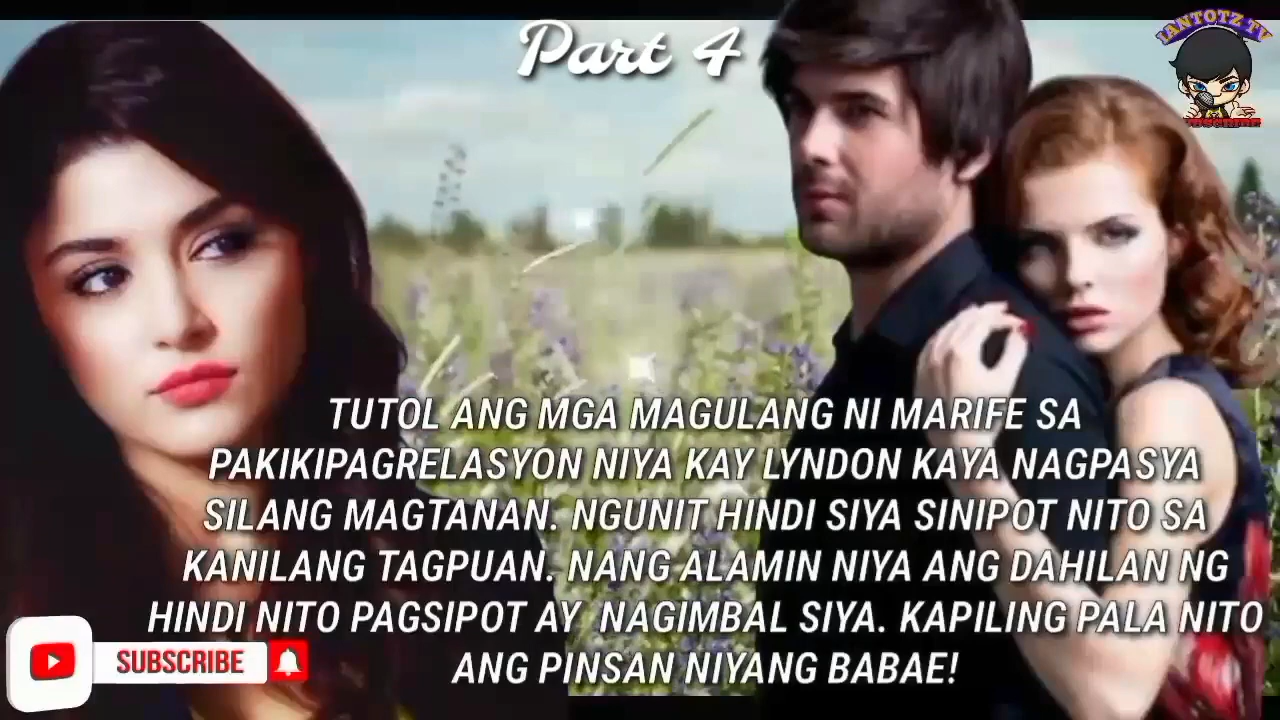 Part 4
IANTOTZ TV
TUTOL ANG MGA MAGULANG NI MARIFE SA
PAKIKIPAGRELASYON NIYA KAY LYNDON KAYA NAGPASYA
SILANG MAGTANAN. NGUNIT HINDI SIYA SINIPOT NITO SA
KANILANG TAGPUAN. NANG ALAMIN NIYA ANG DAHILAN NG
HINDI NITO PAGSIPOT AY NAGIMBAL SIYA. KAPILING PALA NITO
ANG PINSAN NIYANG BABAE!
SUBSCRIBE